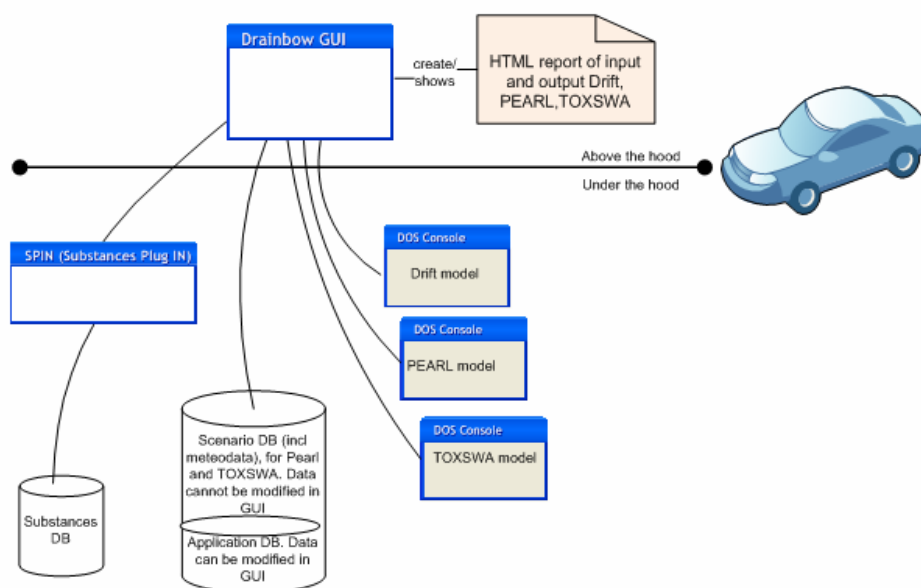 Drainbow GUI
create/
shows
HTML report of input
and output Drift,
PEARL,TOXSWA
Above the hood
Under the hood
SPIN (Substances Plug IN)
DOS Console
Drift model
DOS Console
PEARL model
DOS Console
TOXSWA model
Scenario DB (incl
meteodata), for Pearl
and TOXSWA. Data
cannot be modified in
GUI
Application DB. Data
can be modified in
GUI
Substances
DB